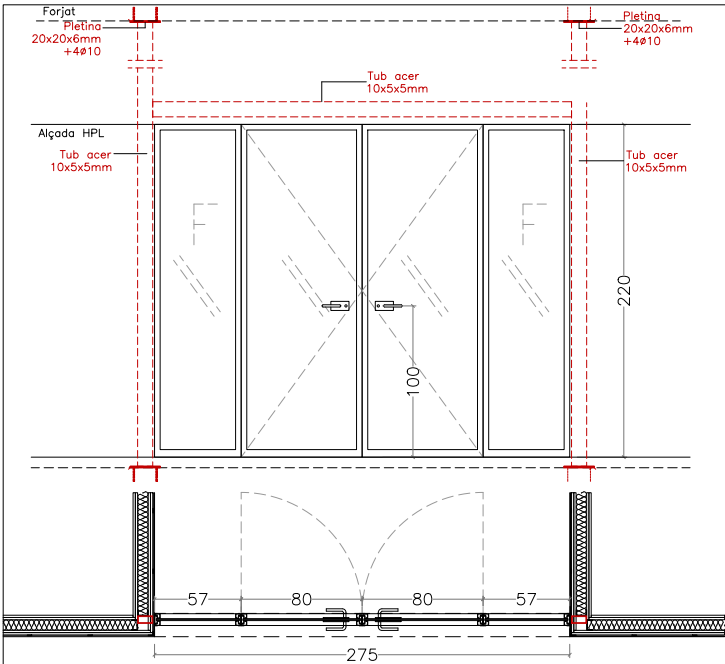 Forjat
Pletina
20x20x6mm
+4ø10
Pletina
20x20x6mm
+4ø10
Tub acer
10x5x5mm
Alçada HPL
Tub acer
10x5x5mm
Tub acer
10x5x5mm
F
F
220
100
57
80
80
57
275